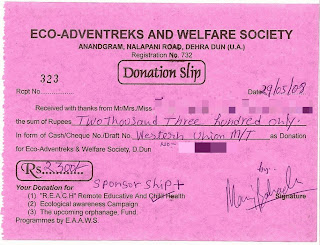 ECO-ADVENTREKS AND WELFARE SOCIETY
ANANDGRAM, NALAPANI ROAD, DEHRA DUN (U.A.)
Registration No. 732
Donation Slip
Rcpt No. 323 Date 29/05/08
Received with thanks from Mr/Mrs./Miss
the sum of Rupees Two thousand Three hundred only.
In form of Cash/Cheque No./Draft No. Western Union M/T as Donation
for Eco-Adventreks & Welfare Society, D.Dun
Rs. 2300/-
Your Donation for Sponsor ship +
(1) "R.E.A.C.H" Remote Educative And Child Health
(2) Ecological awareness Campaign
(3) The upcoming orphanage, Fund.
Programmes by E.A.A.W.S.
by:-
Signature